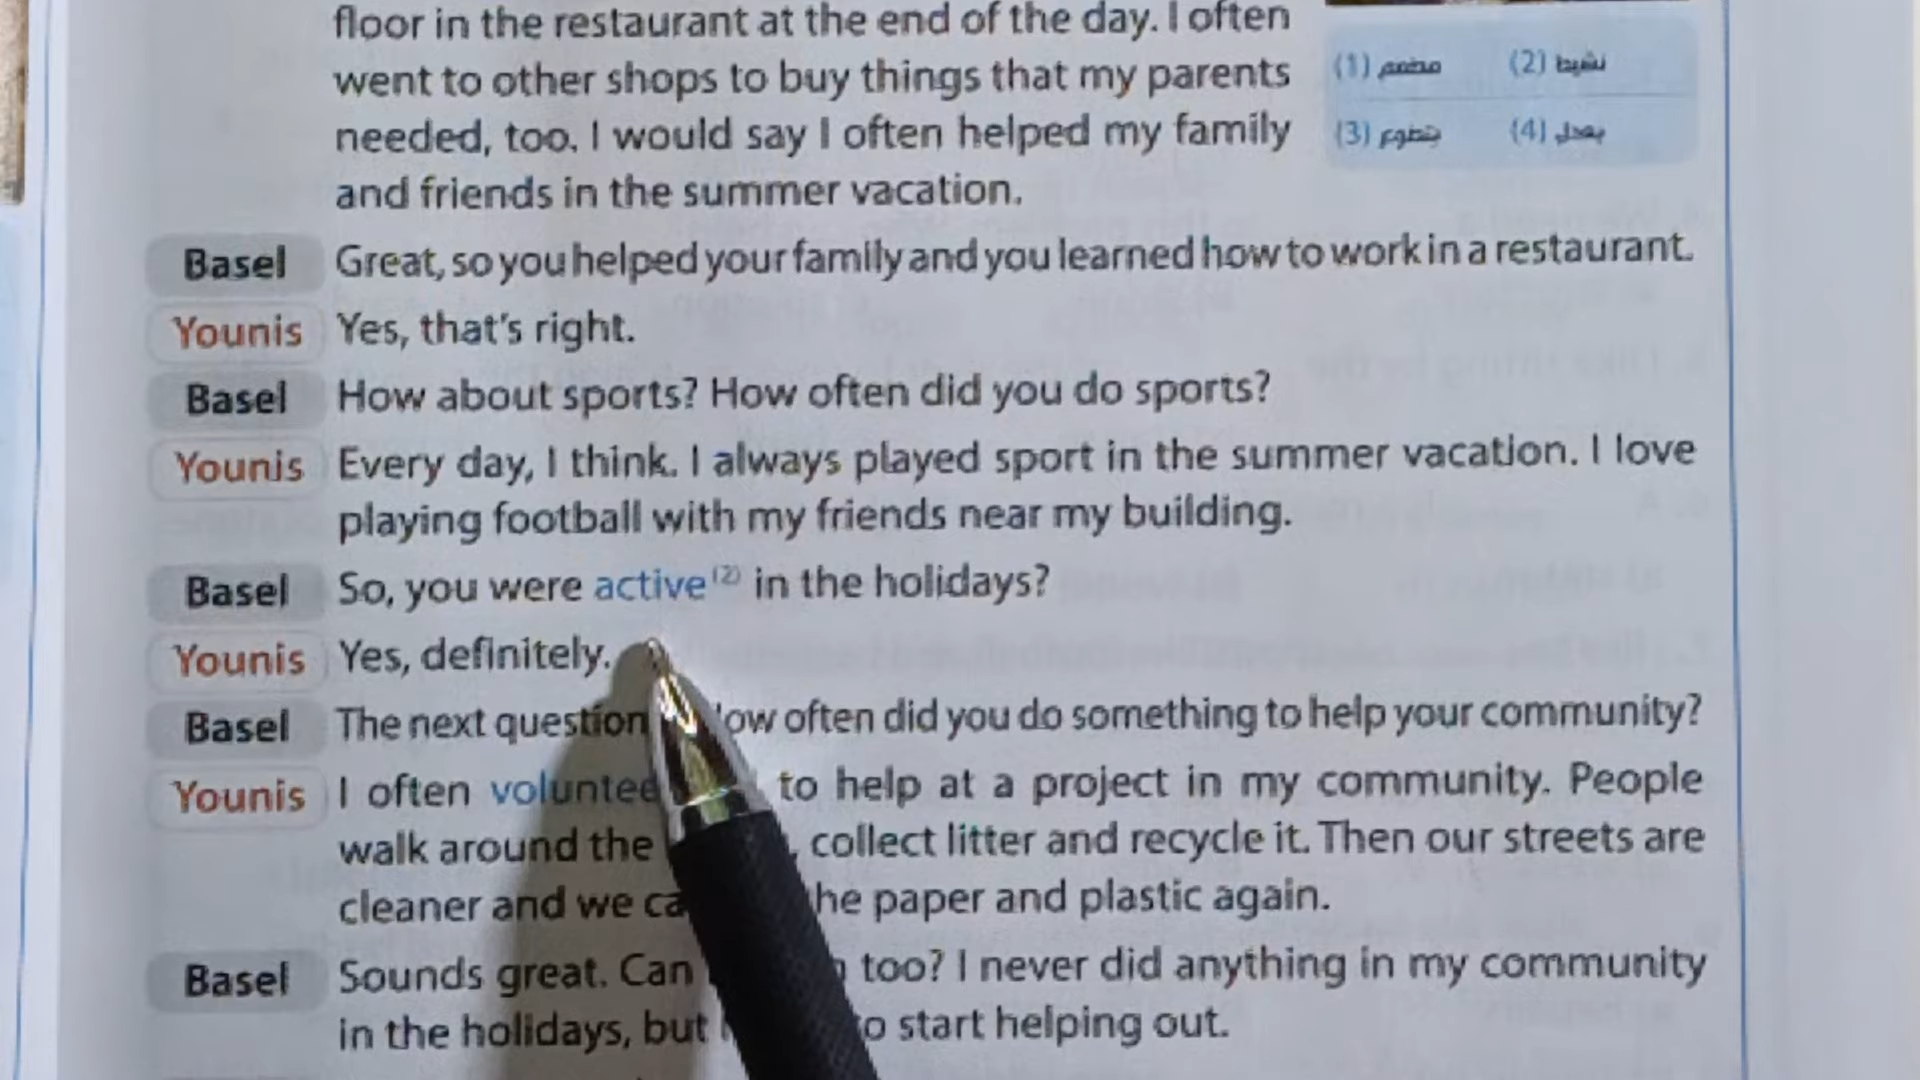 floor in the restaurant at the end of the day. I often
went to other shops to buy things that my parents
needed, too. I would say I often helped my family
and friends in the summer vacation.
(1) مطعم (2) نشيط
(3) يتطوع (4)
Basel Great, so you helped your family and you learned how to work in a restaurant.
Younis Yes, that's right.
Basel How about sports? How often did you do sports?
Younis Every day, I think. I always played sport in the summer vacation. I love
playing football with my friends near my building.
Basel So, you were active(2) in the holidays?
Younis Yes, definitely.
Basel The next question ow often did you do something to help your community?
Younis I often voluntee to help at a project in my community. People
walk around the , collect litter and recycle it. Then our streets are
cleaner and we ca he paper and plastic again.
Basel Sounds great. Can too? I never did anything in my community
in the holidays, but o start helping out.